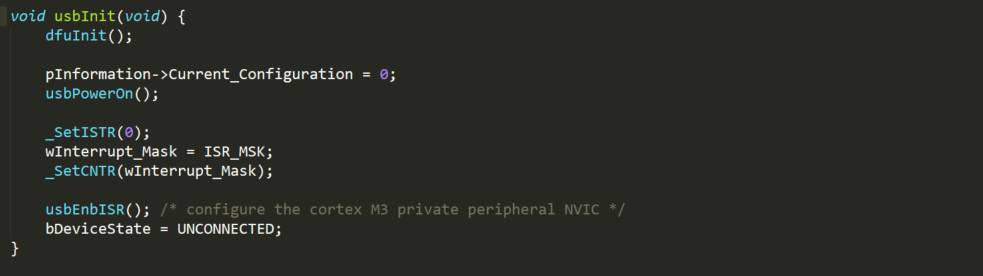 void usbInit(void) {
    dfuInit();

    pInformation->Current_Configuration = 0;
    usbPowerOn();

    _SetISTR(0);
    wInterrupt_Mask = ISR_MSK;
    _SetCNTR(wInterrupt_Mask);

    usbEnbISR(); /* configure the cortex M3 private peripheral NVIC */
    bDeviceState = UNCONNECTED;
}